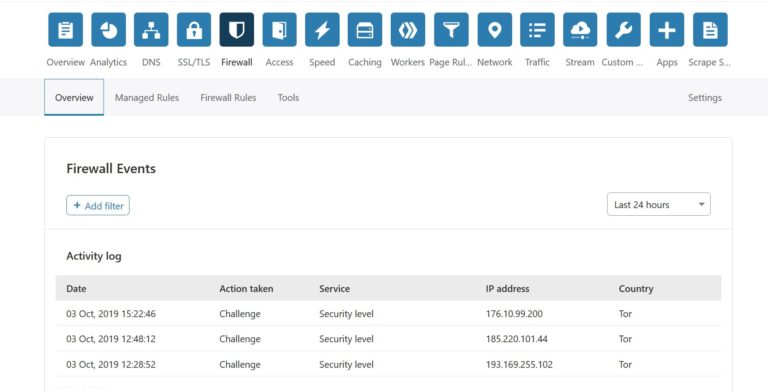 Overview Analytics DNS SSL/TLS Firewall Access Speed Caching Workers Page Rul... Network Traffic Stream Custom ... Apps Scrape S...
Overview Managed Rules Firewall Rules Tools Settings
Firewall Events
+ Add filter Last 24 hours
Activity log
Date Action taken Service IP address Country
03 Oct, 2019 15:22:46 Challenge Security level 176.10.99.200 Tor
03 Oct, 2019 12:48:12 Challenge Security level 185.220.101.44 Tor
03 Oct, 2019 12:28:52 Challenge Security level 193.169.255.102 Tor